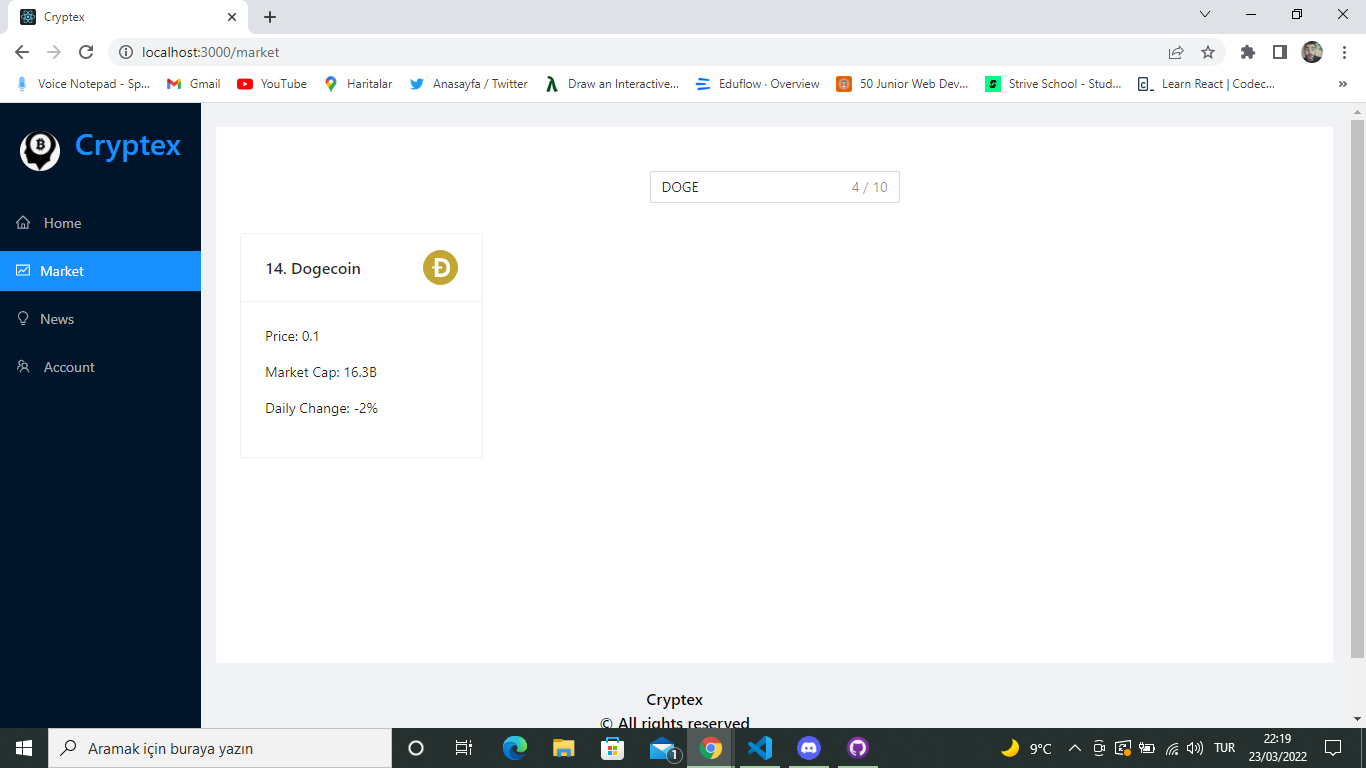 Cryptex
localhost:3000/market
Voice Notepad - Sp...
Gmail
YouTube
Haritalar
Anasayfa / Twitter
Draw an Interactive...
Eduflow · Overview
50 Junior Web Dev...
Strive School - Stud...
Learn React | Codec...
»
Cryptex
Home
Market
News
Account
DOGE 4 / 10
14. Dogecoin
Price: 0.1
Market Cap: 16.3B
Daily Change: -2%
Cryptex
© All rights reserved
Aramak için buraya yazın
1
9°C
TUR
22:19
23/03/2022